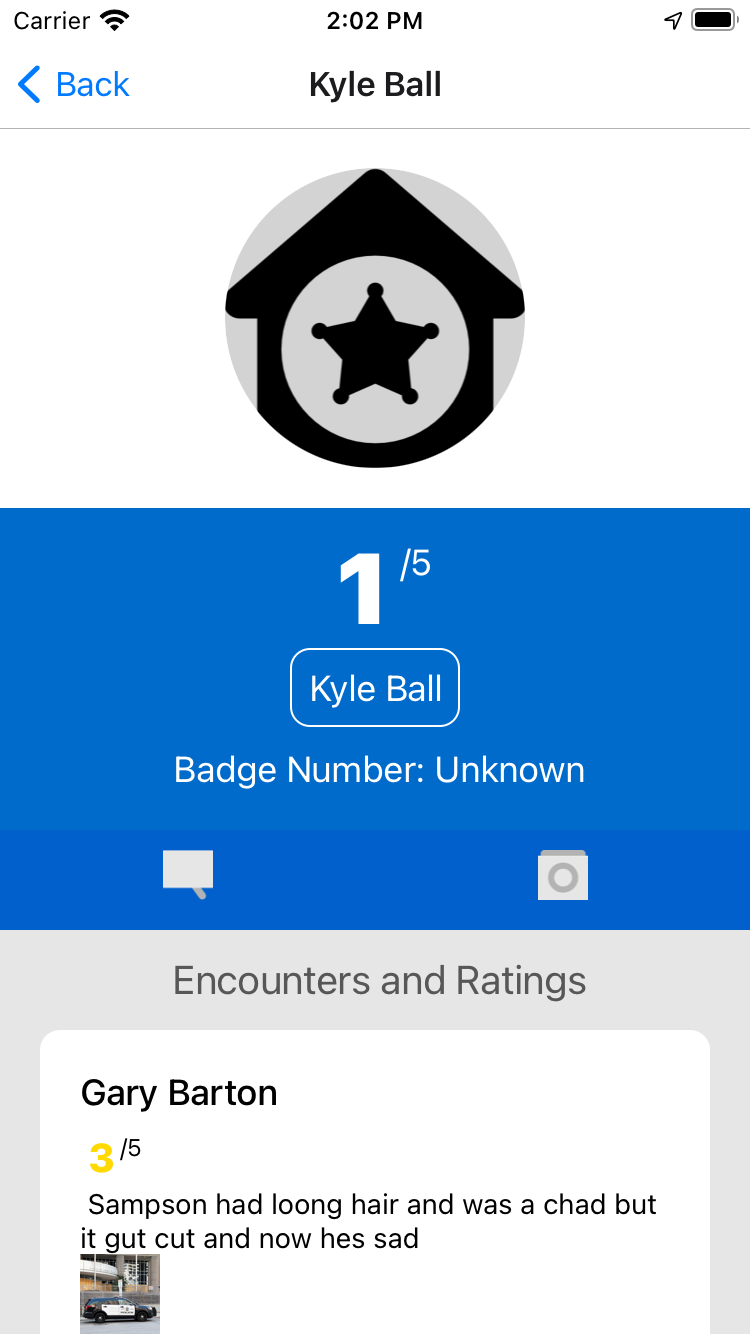 Carrier 2:02 PM
Back Kyle Ball
1 /5
Kyle Ball
Badge Number: Unknown
Encounters and Ratings
Gary Barton
3 /5
Sampson had loong hair and was a chad but
it gut cut and now hes sad